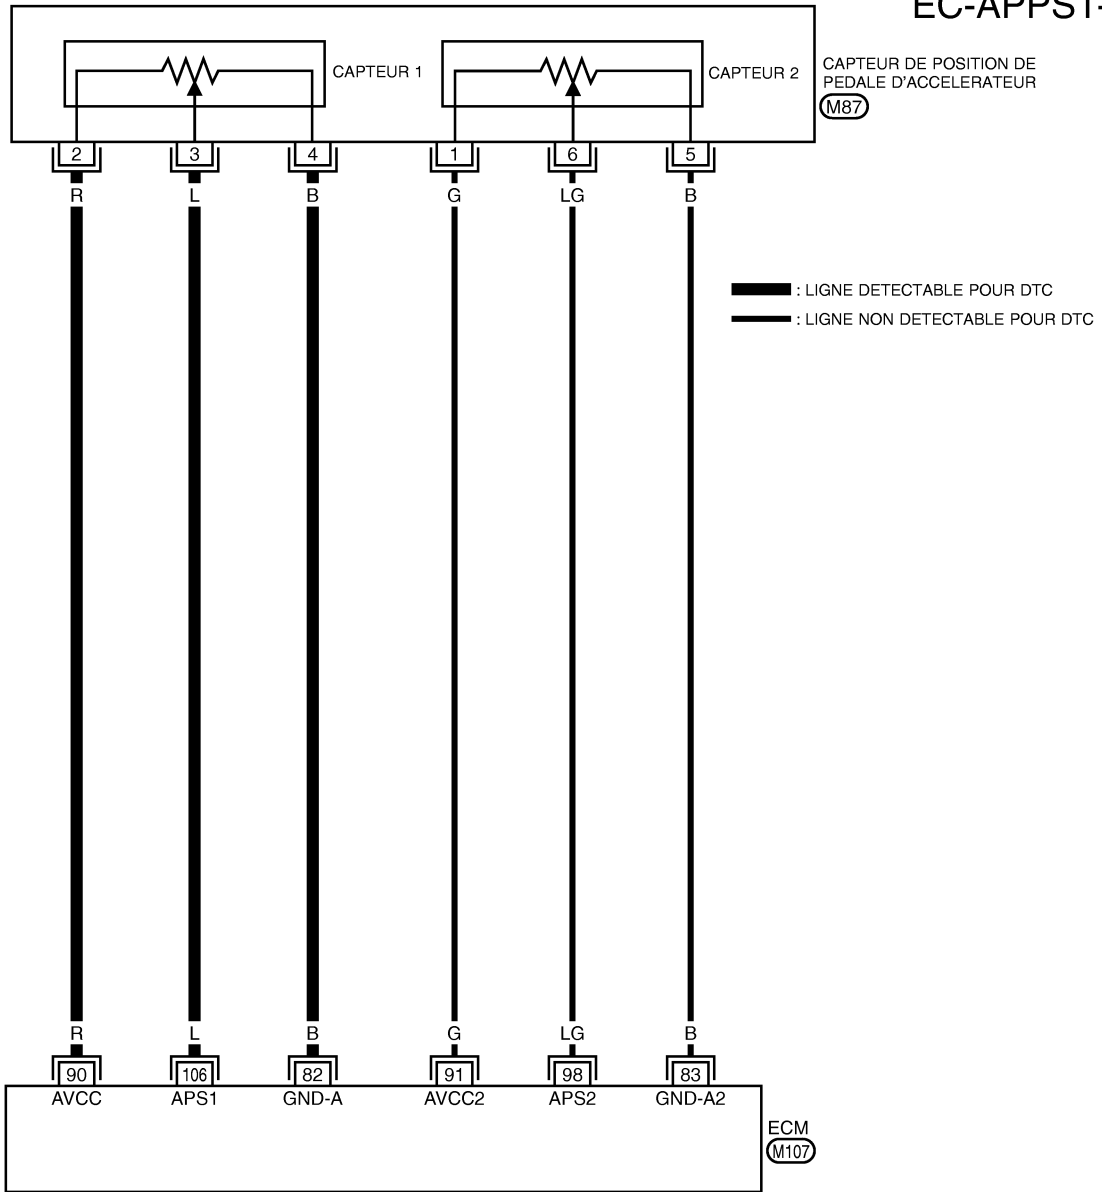 EC-APPS1-
CAPTEUR 1
CAPTEUR 2
CAPTEUR DE POSITION DE
PEDALE D'ACCELERATEUR
M87
2 3 4 1 6 5
R L B G LG B
: LIGNE DETECTABLE POUR DTC
: LIGNE NON DETECTABLE POUR DTC
R L B G LG B
90 106 82 91 98 83
AVCC APS1 GND-A AVCC2 APS2 GND-A2
ECM
M107